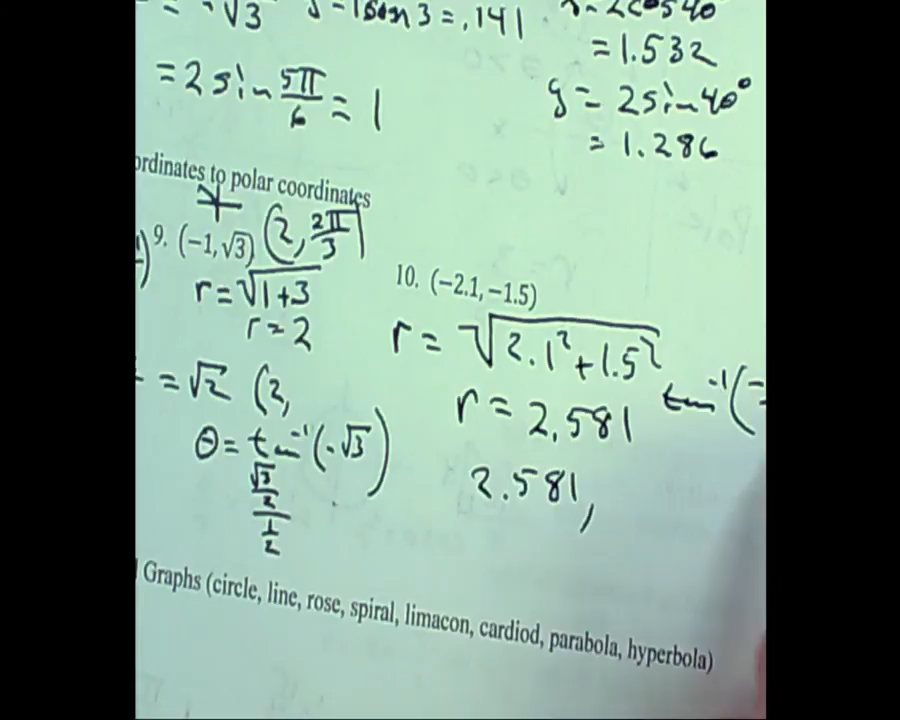 √3
= .141
= 1.532
= 2 sin 5π/6 = 1
y = 2 sin 40°
= 1.286
ordinates to polar coordinates
9. (−1, √3) (2, 2π/3)
r = √1+3
r = 2
10. (−2.1, −1.5)
r = √2.1² + 1.5²
= √2 (2,
r = 2.581 tan⁻¹(−
θ = tan⁻¹(-√3)
√3/2
1/2
2.581,
Graphs (circle, line, rose, spiral, limacon, cardiod, parabola, hyperbola)